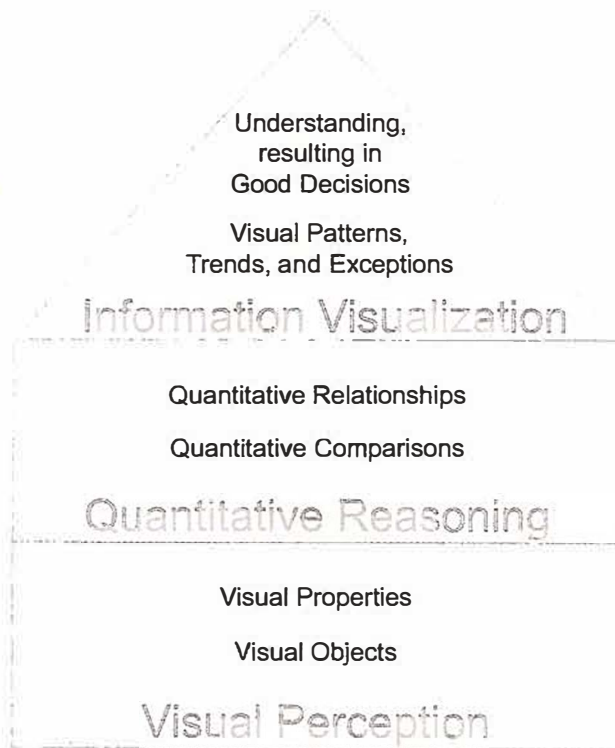 Understanding,
resulting in
Good Decisions
Visual Patterns,
Trends, and Exceptions
Information Visualization
Quantitative Relationships
Quantitative Comparisons
Quantitative Reasoning
Visual Properties
Visual Objects
Visual Perception